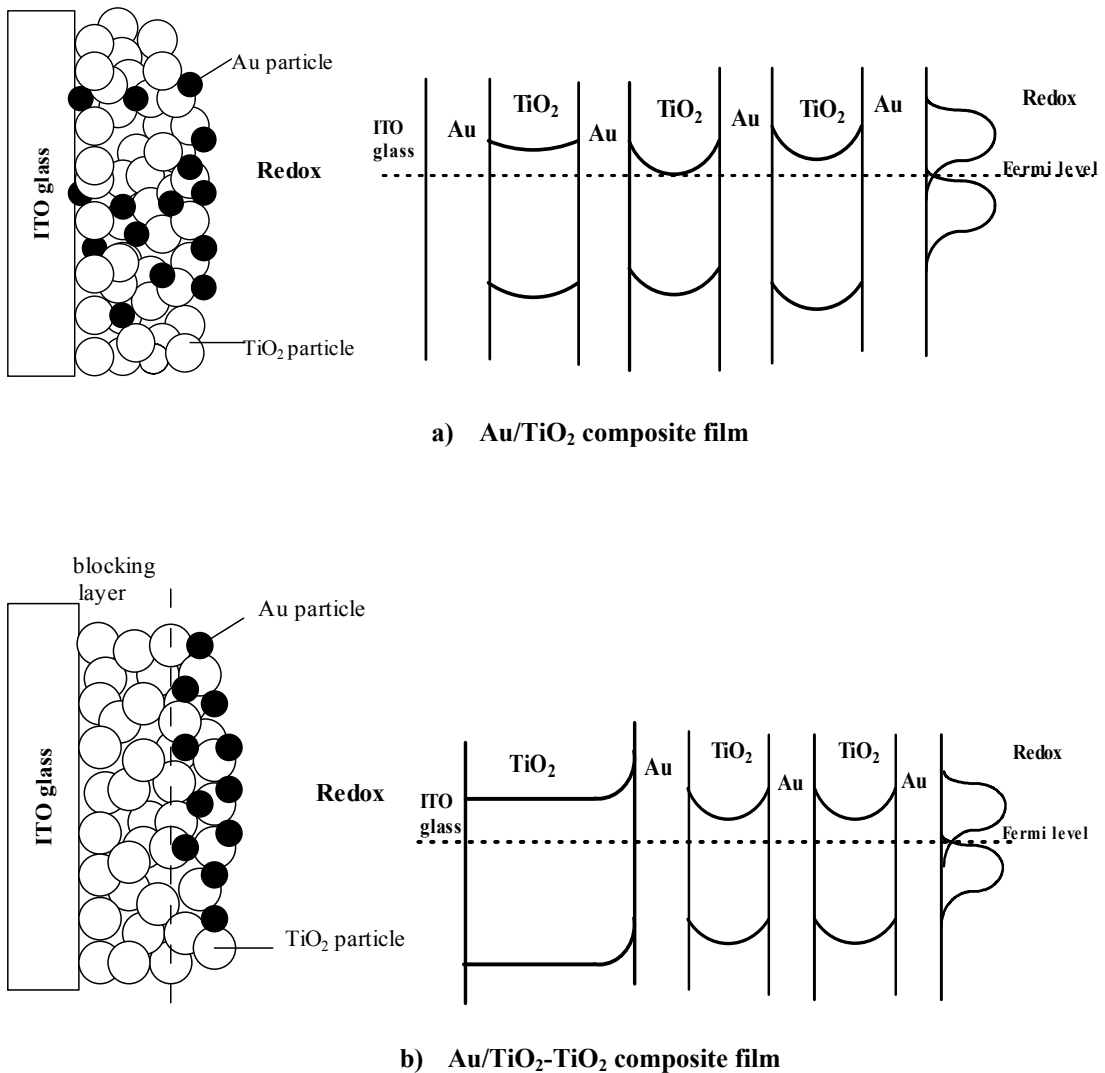 Au particle
TiO₂
TiO₂
TiO₂
Redox
Au
Au
Au
Au
ITO
glass
ITO glass
Redox
Fermi level
TiO₂ particle
a) Au/TiO₂ composite film
blocking
layer
Au particle
ITO glass
Redox
TiO₂
TiO₂
TiO₂
Redox
Au
Au
Au
ITO
glass
Fermi level
TiO₂ particle
b) Au/TiO₂-TiO₂ composite film